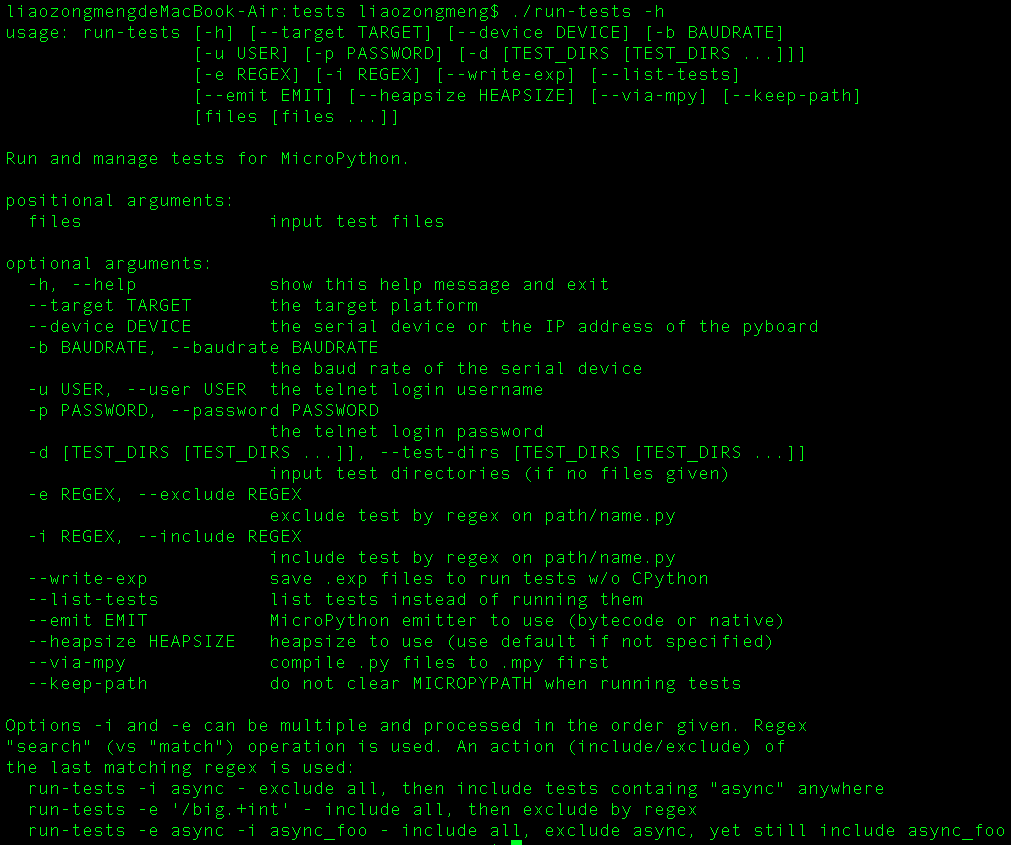 liaozongmengdeMacBook-Air:tests liaozongmeng$ ./run-tests -h
usage: run-tests [-h] [--target TARGET] [--device DEVICE] [-b BAUDRATE]
                 [-u USER] [-p PASSWORD] [-d [TEST_DIRS [TEST_DIRS ...]]]
                 [-e REGEX] [-i REGEX] [--write-exp] [--list-tests]
                 [--emit EMIT] [--heapsize HEAPSIZE] [--via-mpy] [--keep-path]
                 [files [files ...]]

Run and manage tests for MicroPython.

positional arguments:
  files                 input test files

optional arguments:
  -h, --help            show this help message and exit
  --target TARGET       the target platform
  --device DEVICE       the serial device or the IP address of the pyboard
  -b BAUDRATE, --baudrate BAUDRATE
                        the baud rate of the serial device
  -u USER, --user USER  the telnet login username
  -p PASSWORD, --password PASSWORD
                        the telnet login password
  -d [TEST_DIRS [TEST_DIRS ...]], --test-dirs [TEST_DIRS [TEST_DIRS ...]]
                        input test directories (if no files given)
  -e REGEX, --exclude REGEX
                        exclude test by regex on path/name.py
  -i REGEX, --include REGEX
                        include test by regex on path/name.py
  --write-exp           save .exp files to run tests w/o CPython
  --list-tests          list tests instead of running them
  --emit EMIT           MicroPython emitter to use (bytecode or native)
  --heapsize HEAPSIZE   heapsize to use (use default if not specified)
  --via-mpy             compile .py files to .mpy first
  --keep-path           do not clear MICROPYPATH when running tests

Options -i and -e can be multiple and processed in the order given. Regex
"search" (vs "match") operation is used. An action (include/exclude) of
the last matching regex is used:
  run-tests -i async - exclude all, then include tests containg "async" anywhere
  run-tests -e '/big.+int' - include all, then exclude by regex
  run-tests -e async -i async_foo - include all, exclude async, yet still include async_foo